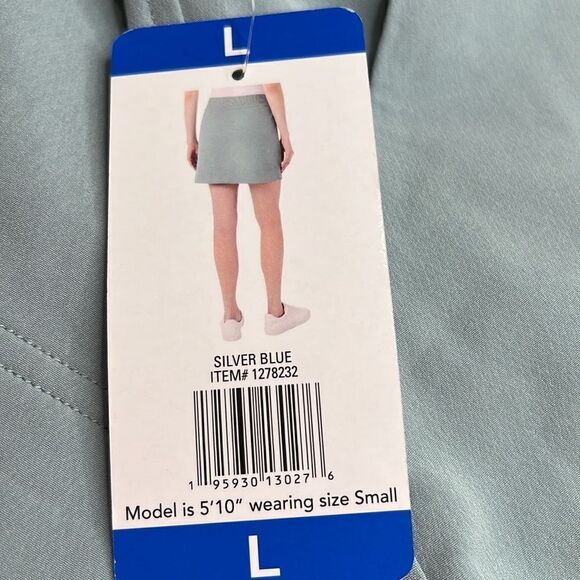 L
SILVER BLUE
ITEM# 1278232
1 95930 13027 6
Model is 5'10" wearing size Small
L